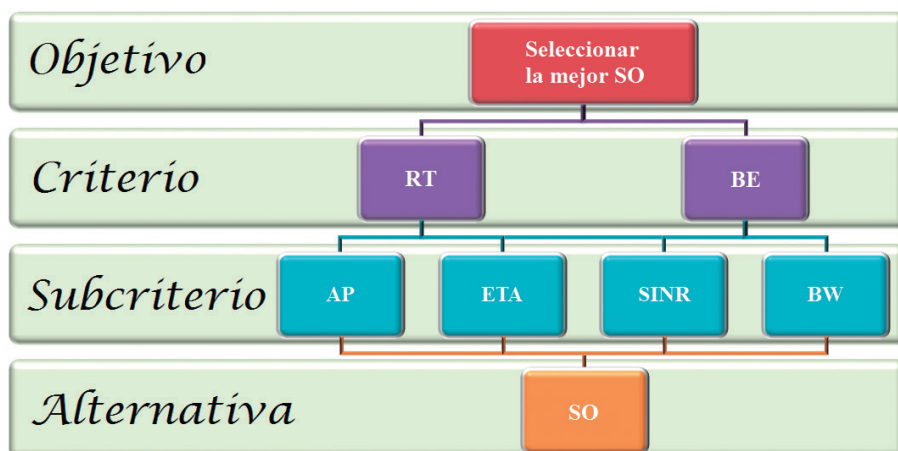 Objetivo
Seleccionar
la mejor SO
Criterio
RT
BE
Subcriterio
AP
ETA
SINR
BW
Alternativa
SO